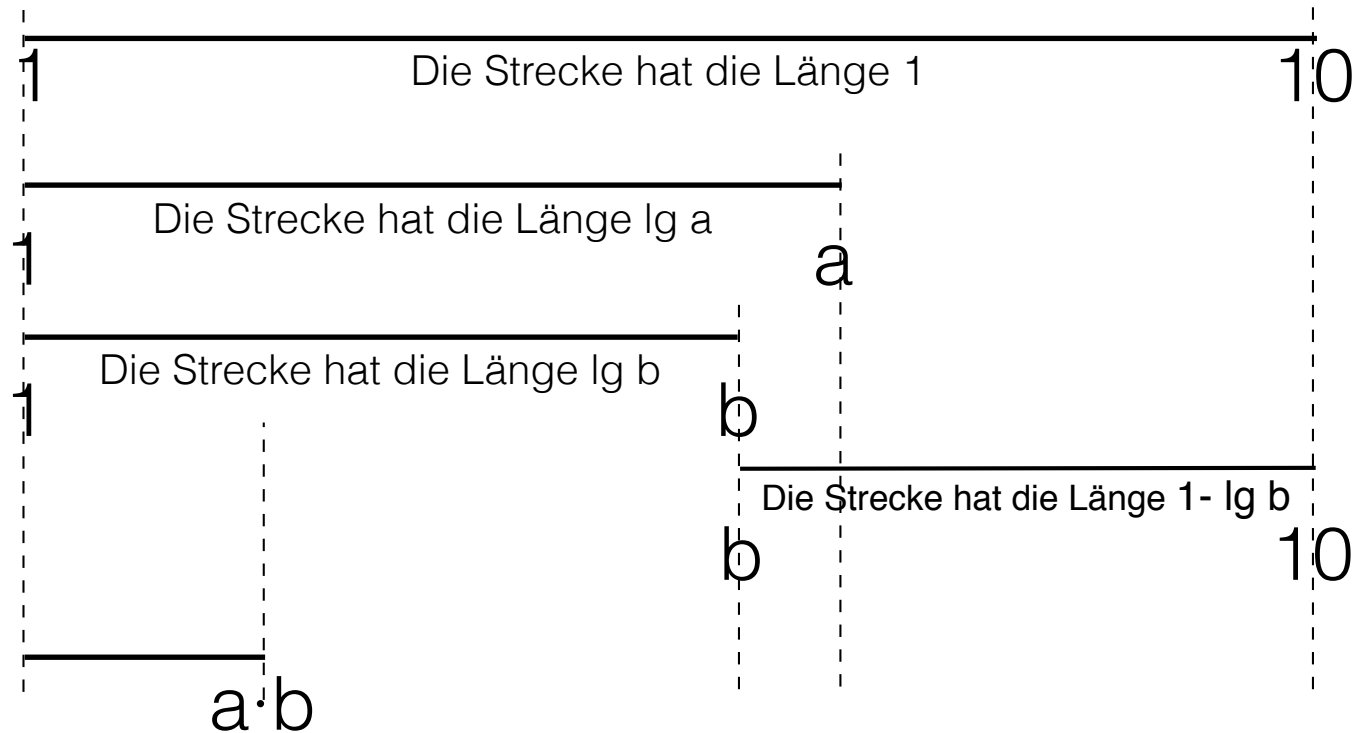 1
10
Die Strecke hat die Länge 1
Die Strecke hat die Länge lg a
1
a
Die Strecke hat die Länge lg b
1
b
Die Strecke hat die Länge 1- lg b
b
10
a·b